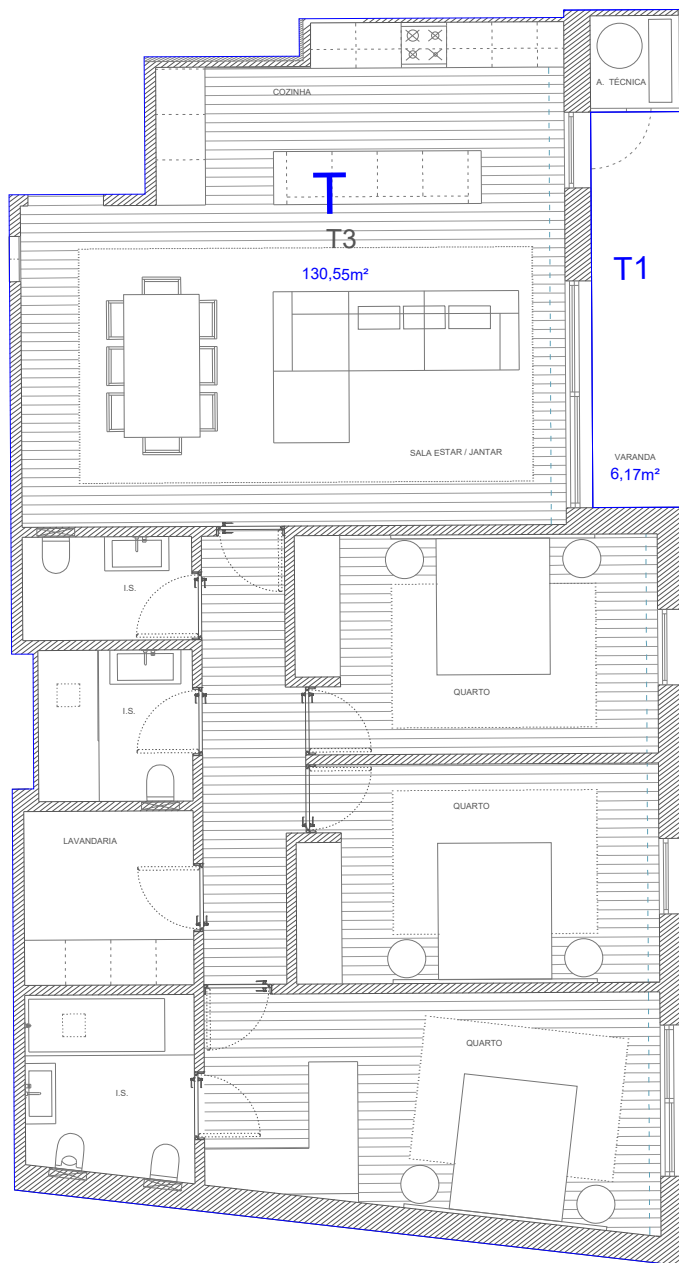 A. TÉCNICA
COZINHA
T
T3
130,55m²
T1
SALA ESTAR / JANTAR
VARANDA
6,17m²
I.S.
QUARTO
I.S.
QUARTO
LAVANDARIA
QUARTO
I.S.